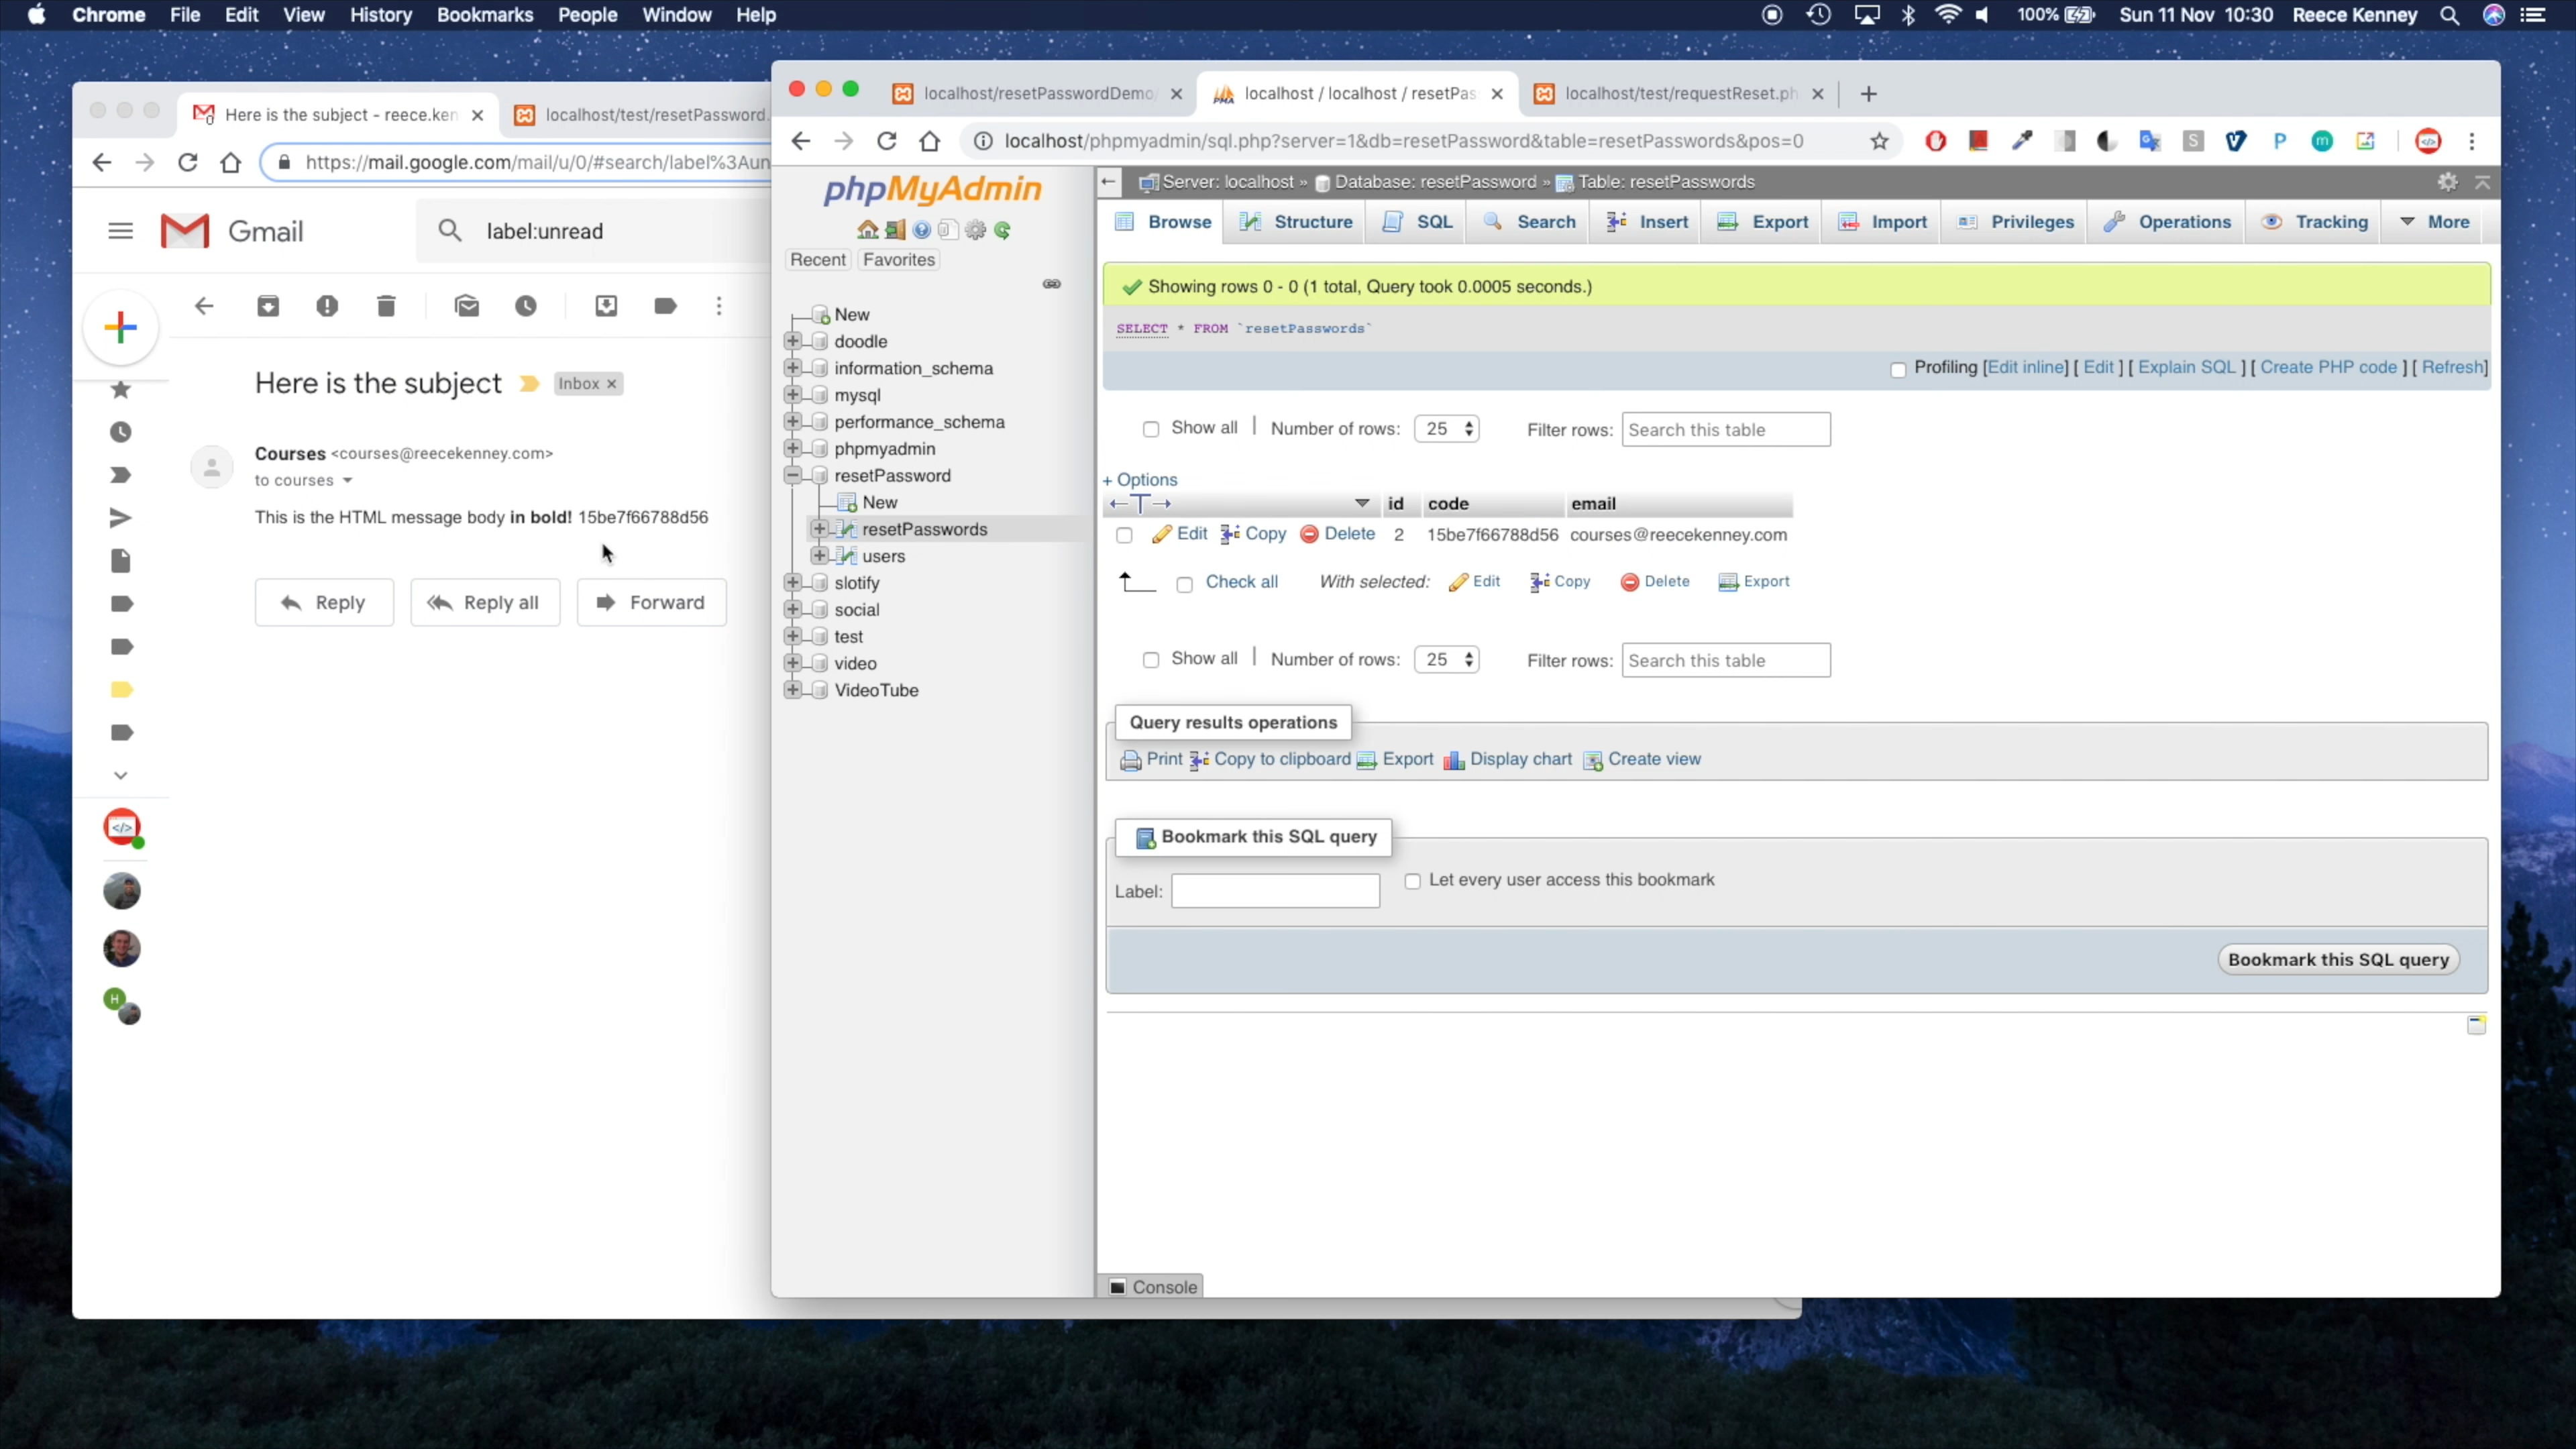 Chrome File Edit View History Bookmarks People Window Help
100% Sun 11 Nov 10:30 Reece Kenney
Here is the subject - reece.ken
localhost/test/resetPassword.
https://mail.google.com/mail/u/0/#search/label%3Aun
Gmail
label:unread
Here is the subject
Inbox ×
Courses <courses@reecekenney.com>
to courses
This is the HTML message body in bold! 15be7f66788d56
Reply
Reply all
Forward
H
localhost/resetPasswordDemo/
PMA
localhost / localhost / resetPas
localhost/test/requestReset.ph
localhost/phpmyadmin/sql.php?server=1&db=resetPassword&table=resetPasswords&pos=0
S
P
m
phpMyAdmin
Recent Favorites
New
doodle
information_schema
mysql
performance_schema
phpmyadmin
resetPassword
New
resetPasswords
users
slotify
social
test
video
VideoTube
Server: localhost » Database: resetPassword » Table: resetPasswords
Browse Structure SQL Search Insert Export Import Privileges Operations Tracking More
Showing rows 0 - 0 (1 total, Query took 0.0005 seconds.)
SELECT * FROM `resetPasswords`
Profiling [Edit inline] [ Edit ] [ Explain SQL ] [ Create PHP code ] [ Refresh]
Show all | Number of rows: 25 Filter rows: Search this table
+ Options
←T→ id code email
Edit Copy Delete 2 15be7f66788d56 courses@reecekenney.com
Check all With selected: Edit Copy Delete Export
Show all | Number of rows: 25 Filter rows: Search this table
Query results operations
Print Copy to clipboard Export Display chart Create view
Bookmark this SQL query
Label: Let every user access this bookmark
Bookmark this SQL query
Console